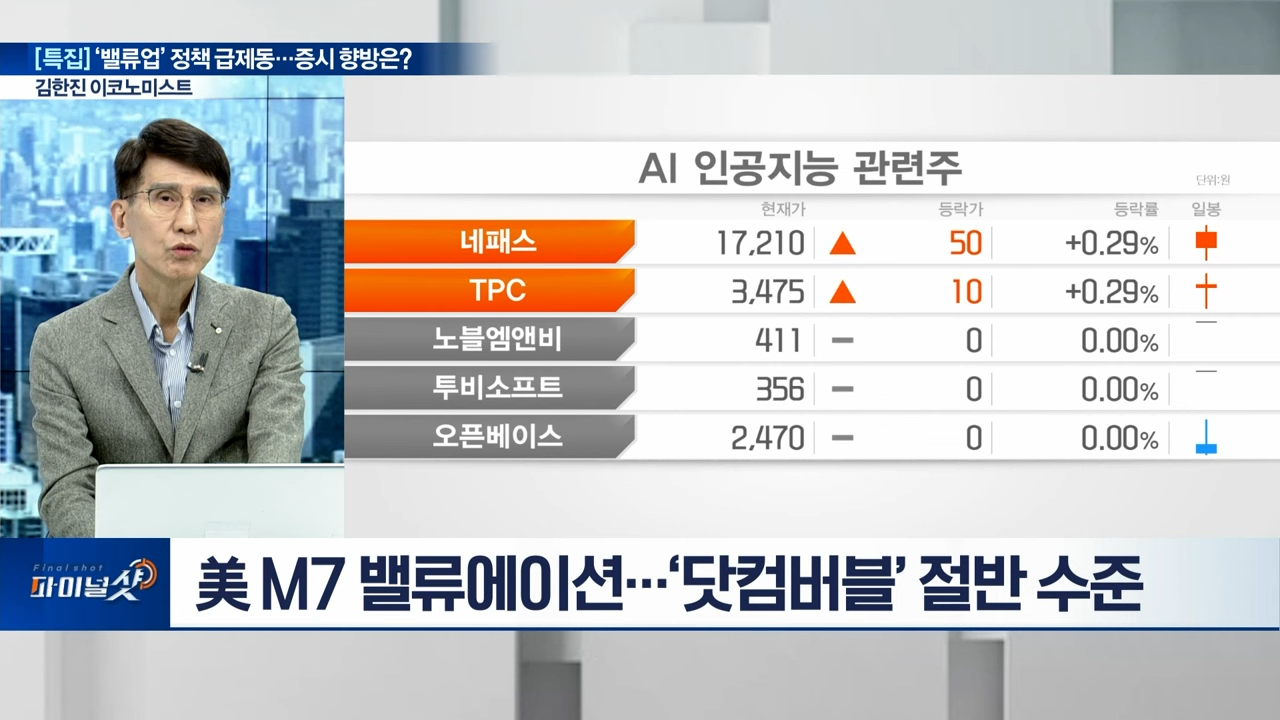 [특집] ‘밸류업’ 정책 급제동…증시 향방은?
김한진 이코노미스트
AI 인공지능 관련주
단위:원
현재가 등락가 등락률 일봉
네패스 17,210 ▲ 50 +0.29%
TPC 3,475 ▲ 10 +0.29%
노블엠앤비 411 - 0 0.00%
투비소프트 356 - 0 0.00%
오픈베이스 2,470 - 0 0.00%
Final shot
파이널샷
美 M7 밸류에이션…‘닷컴버블’ 절반 수준